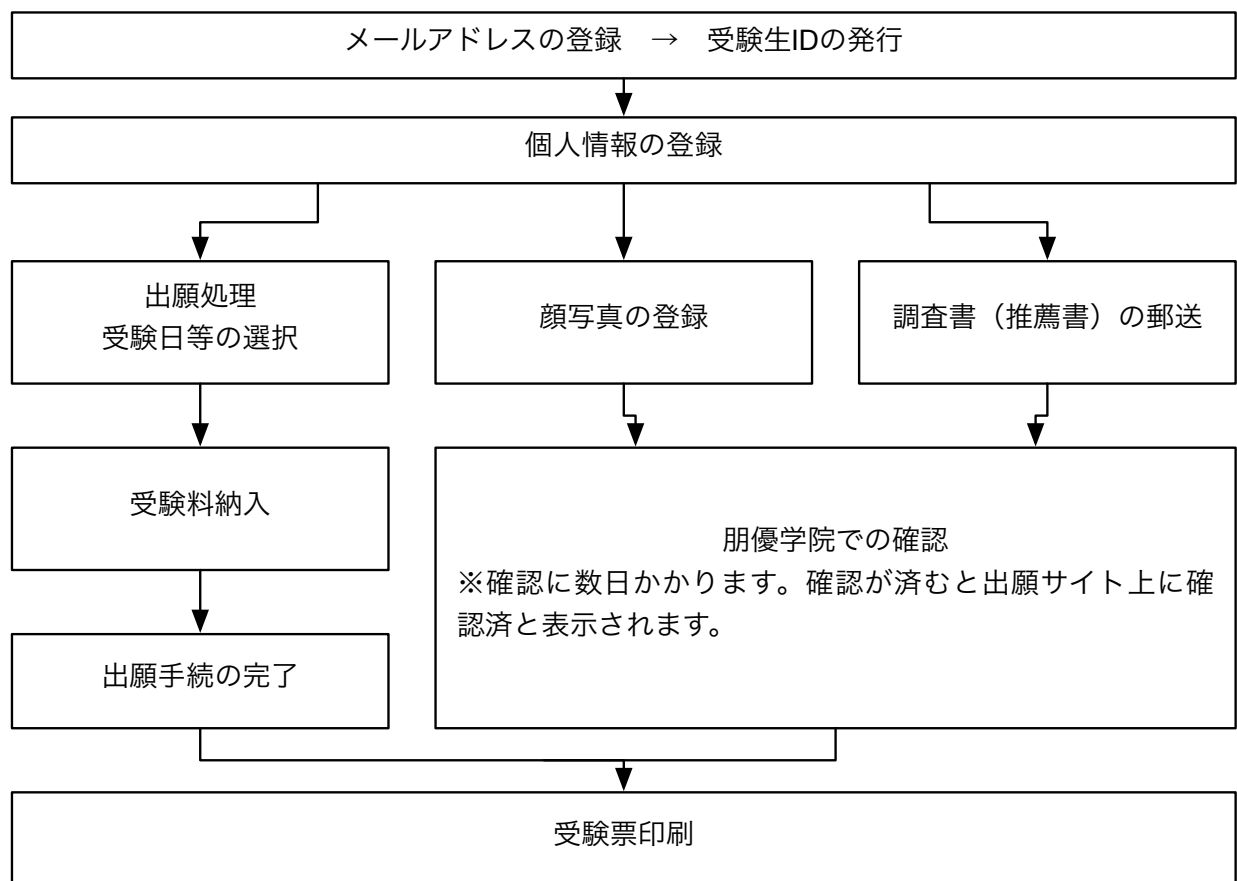 メールアドレスの登録　→　受験生IDの発行
個人情報の登録
出願処理
受験日等の選択
顔写真の登録
調査書（推薦書）の郵送
受験料納入
朋優学院での確認
※確認に数日かかります。確認が済むと出願サイト上に確
認済と表示されます。
出願手続の完了
受験票印刷